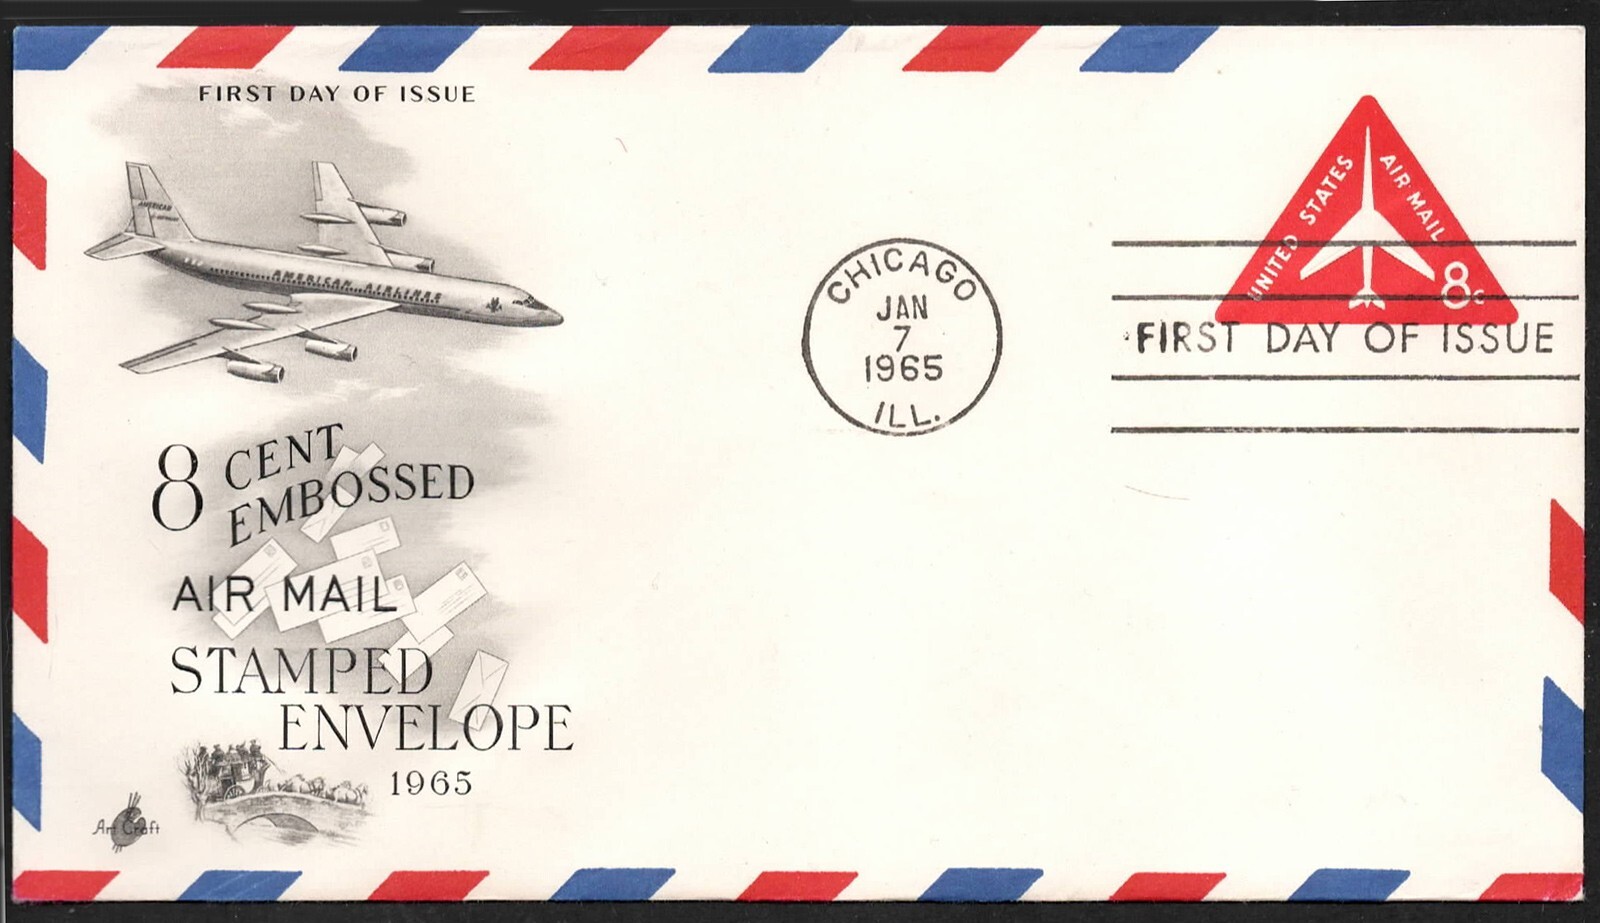 FIRST DAY OF ISSUE
AMERICAN
AMERICAN AIRLINES
8 CENT
EMBOSSED
AIR MAIL
STAMPED
ENVELOPE
1965
Art Craft
CHICAGO
JAN
7
1965
ILL.
UNITED STATES
AIR MAIL
8c
FIRST DAY OF ISSUE